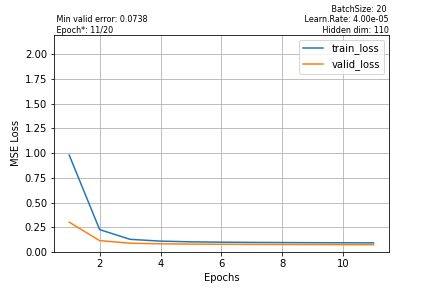 BatchSize: 20
Min valid error: 0.0738
Learn.Rate: 4.00e-05
Epoch*: 11/20
Hidden dim: 110
train_loss
valid_loss
2.00
1.75
1.50
1.25
1.00
0.75
0.50
0.25
0.00
MSE Loss
2 4 6 8 10
Epochs